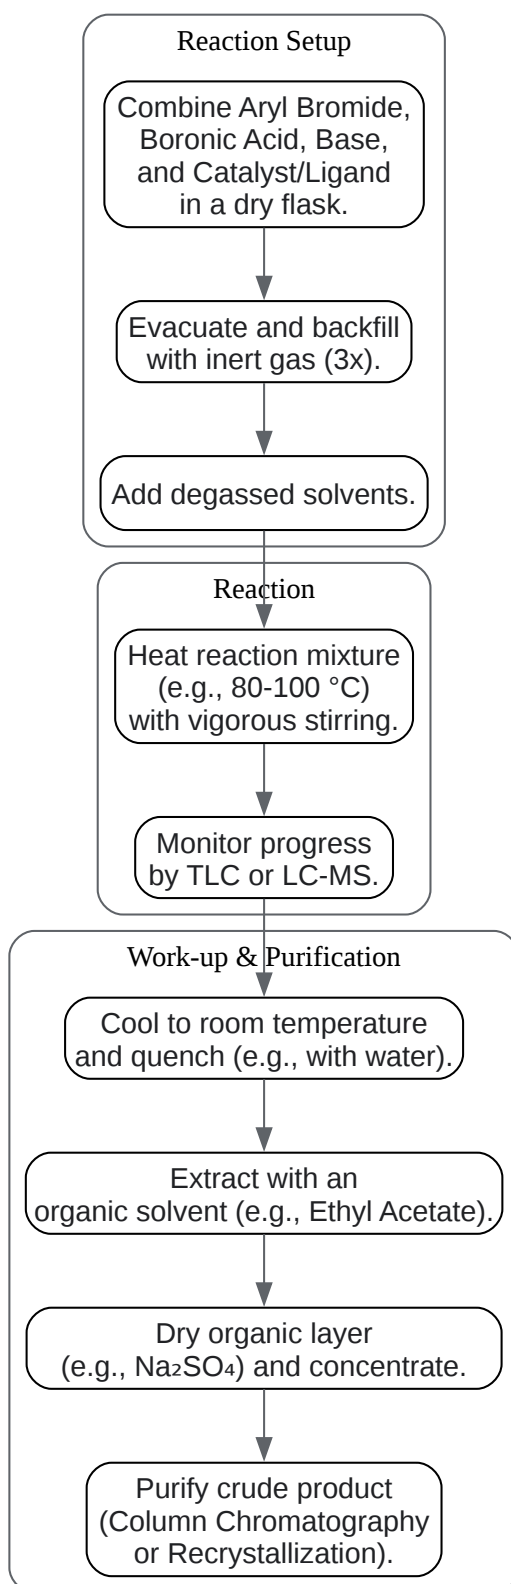 Reaction Setup
Combine Aryl Bromide,
Boronic Acid, Base,
and Catalyst/Ligand
in a dry flask.
Evacuate and backfill
with inert gas (3x).
Add degassed solvents.
Reaction
Heat reaction mixture
(e.g., 80-100 °C)
with vigorous stirring.
Monitor progress
by TLC or LC-MS.
Work-up & Purification
Cool to room temperature
and quench (e.g., with water).
Extract with an
organic solvent (e.g., Ethyl Acetate).
Dry organic layer
(e.g., Na₂SO₄) and concentrate.
Purify crude product
(Column Chromatography
or Recrystallization).